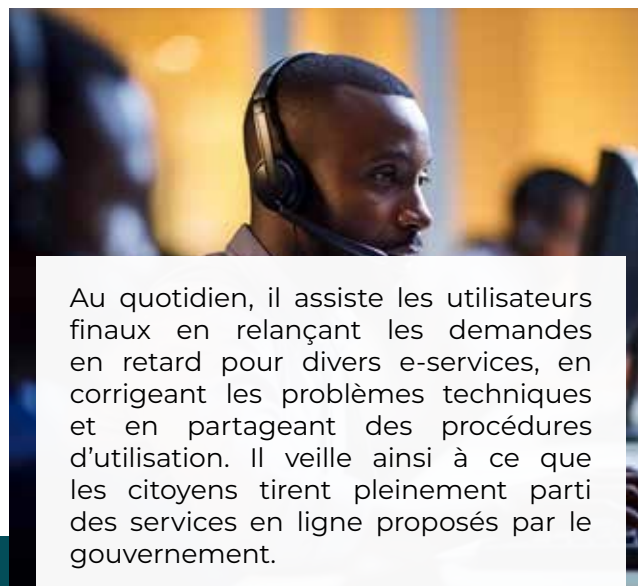 Au quotidien, il assiste les utilisateurs
finaux en relançant les demandes
en retard pour divers e-services, en
corrigeant les problèmes techniques
et en partageant des procédures
d’utilisation. Il veille ainsi à ce que
les citoyens tirent pleinement parti
des services en ligne proposés par le
gouvernement.